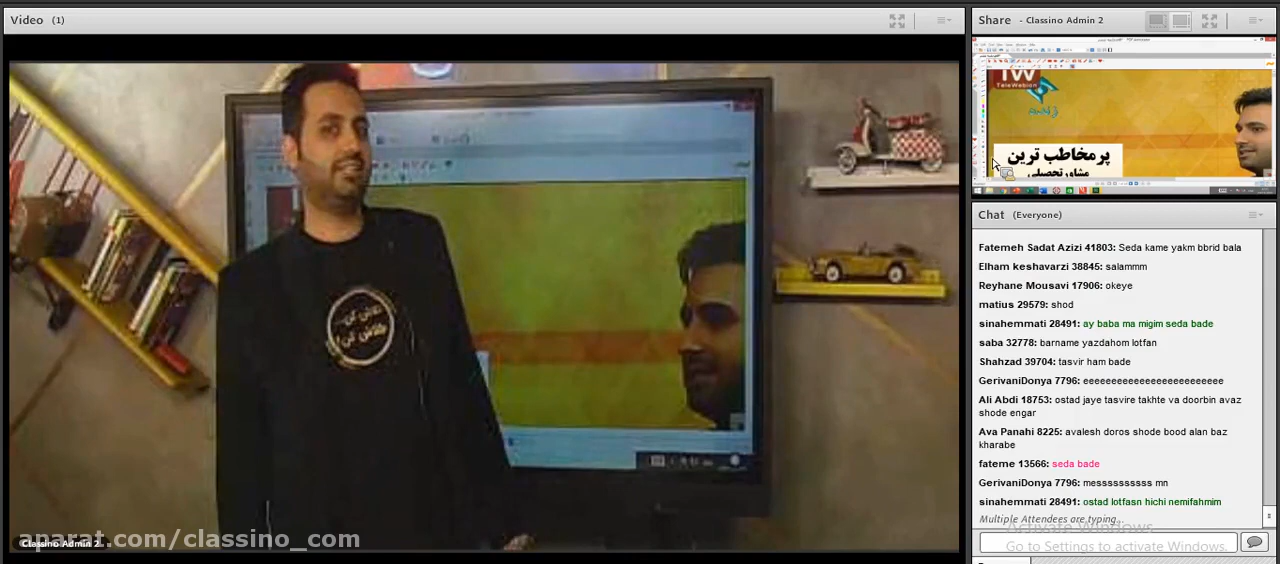 Video (1)
Share - Classino Admin 2
TW
TeleWebion
پرمخاطب ترین
مشاورتحصیلی
تلاش کن
Chat (Everyone)
Fatemeh Sadat Azizi 41803: Seda kame yakm bbrid bala
Elham keshavarzi 38845: salammm
Reyhane Mousavi 17906: okeye
matius 29579: shod
sinahemmati 28491: ay baba ma migim seda bade
saba 32778: barname yazdahom lotfan
Shahzad 39704: tasvir ham bade
GerivaniDonya 7796: eeeeeeeeeeeeeeeeeeeeeeeee
Ali Abdi 18753: ostad jaye tasvire takhte va doorbin avaz
shode engar
Ava Panahi 8225: avalesh doros shode bood alan baz
kharabe
fateme 13566: seda bade
GerivaniDonya 7796: messssssssss mn
sinahemmati 28491: ostad lotfasn hichi nemifahmim
Multiple Attendees are typing...
Activate Windows
Go to Settings to activate Windows.
aparat.com/classino_com
Classino Admin 2